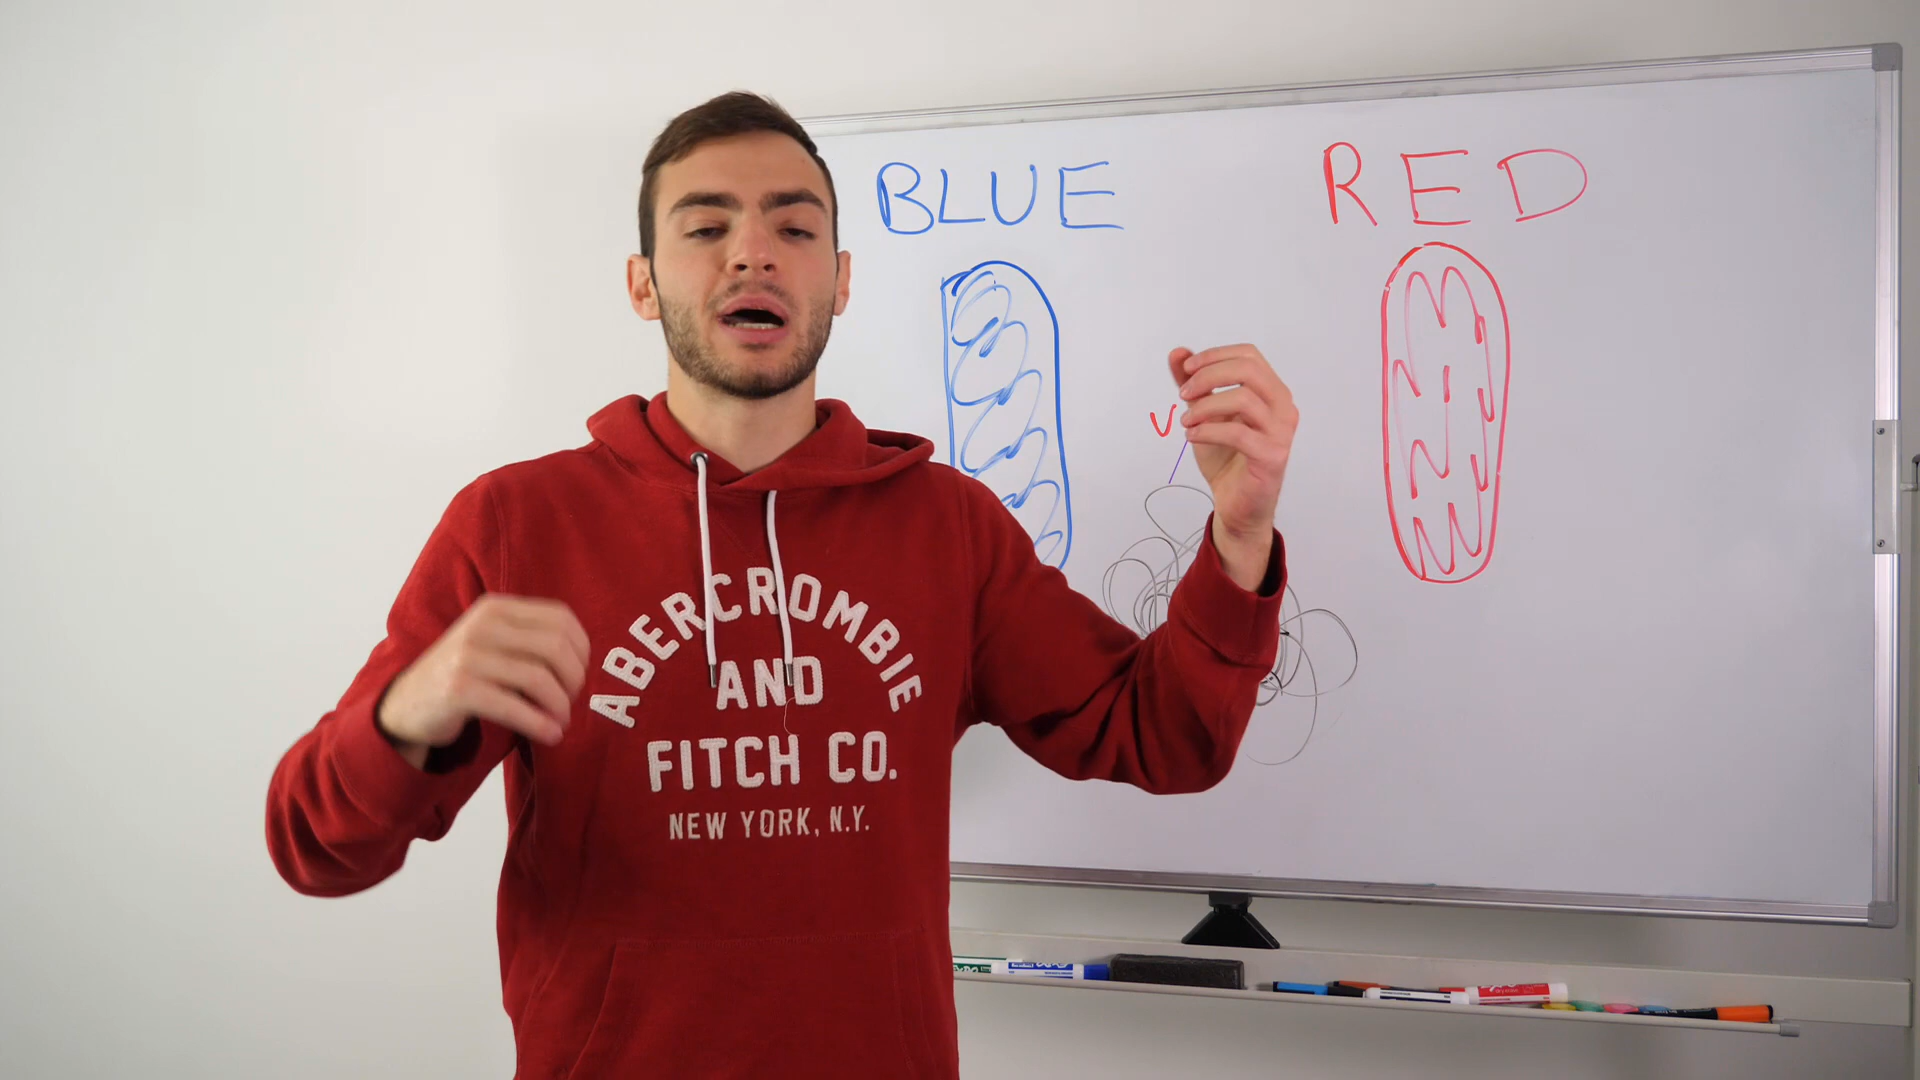 BLUE
RED
V
ABERCROMBIE
AND
FITCH CO.
NEW YORK, N.Y.